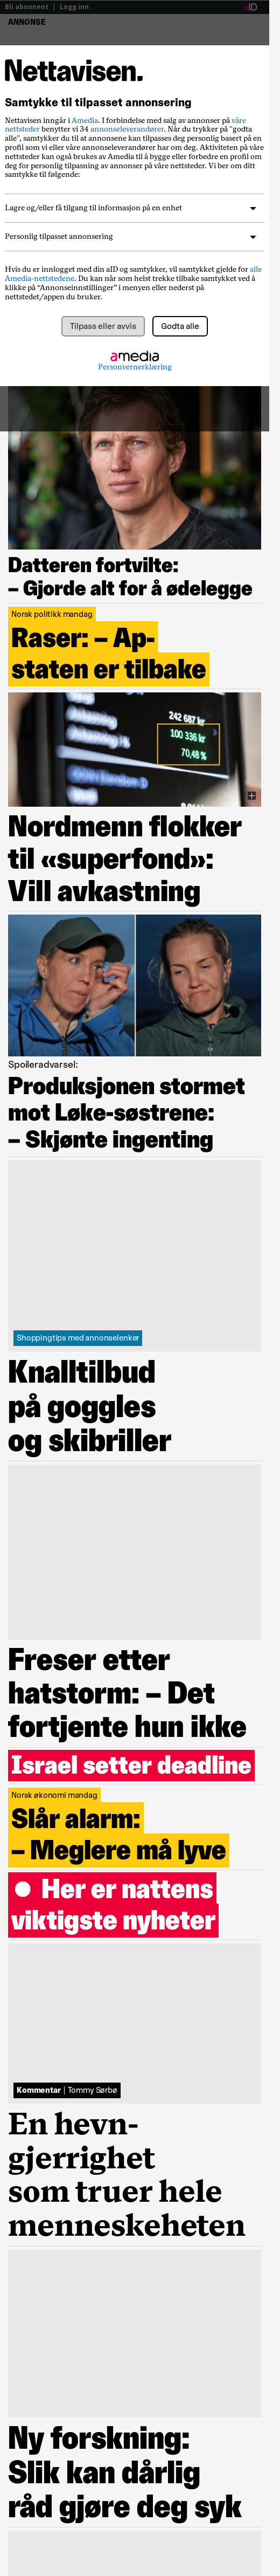 Bli abonnent | Logg inn
aID
ANNONSE
Nettavisen.
Samtykke til tilpasset annonsering
Nettavisen inngår i Amedia. I forbindelse med salg av annonser på våre
nettsteder benytter vi 34 annonseleverandører. Når du trykker på "godta
alle", samtykker du til at annonsene kan tilpasses deg personlig basert på en
profil som vi eller våre annonseleverandører har om deg. Aktiviteten på våre
nettsteder kan også brukes av Amedia til å bygge eller forbedre en profil om
deg for personlig tilpasning av annonser på våre nettsteder. Vi ber om ditt
samtykke til følgende:
Lagre og/eller få tilgang til informasjon på en enhet
Personlig tilpasset annonsering
Hvis du er innlogget med din aID og samtykker, vil samtykket gjelde for alle
Amedia-nettstedene. Du kan når som helst trekke tilbake samtykket ved å
klikke på “Annonseinnstillinger” i menyen eller nederst på
nettstedet/appen du bruker.
Tilpass eller avvis
Godta alle
amedia
Personvernerklæring
Datteren fortvilte:
– Gjorde alt for å ødelegge
Norsk politikk mandag
Raser: – Ap-
staten er tilbake
242 687 kr
100 336 kr
70,48 %
Nordmenn flokker
til «superfond»:
Vill avkastning
Spoileradvarsel:
Produksjonen stormet
mot Løke-søstrene:
– Skjønte ingenting
Shoppingtips med annonselenker
Knalltilbud
på goggles
og skibriller
Freser etter
hatstorm: – Det
fortjente hun ikke
Israel setter deadline
Norsk økonomi mandag
Slår alarm:
– Meglere må lyve
Her er nattens
viktigste nyheter
Kommentar | Tommy Sørbø
En hevn-
gjerrighet
som truer hele
menneskeheten
Ny forskning:
Slik kan dårlig
råd gjøre deg syk